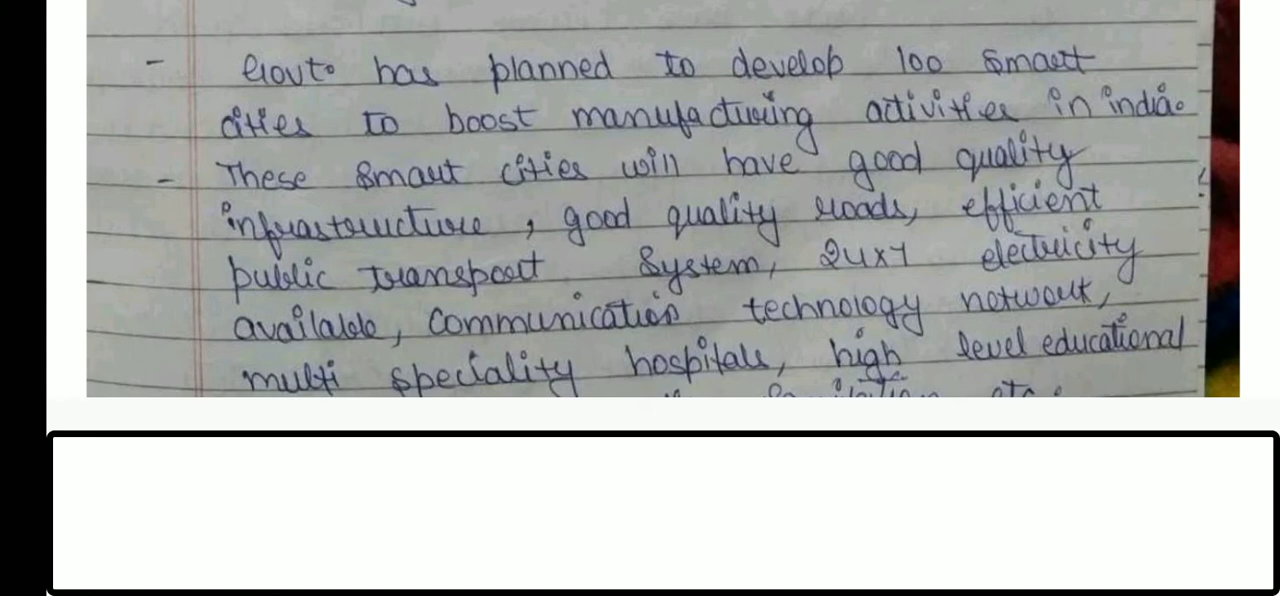 - Govt. has planned to develop 100 smart
cities to boost manufacturing activities in india.
- These smart cities will have good quality
infrastructure, good quality roads, efficient
public transport system, 24x7 electricity
available, communication technology network,
multi speciality hospitals, high level educational
etc.